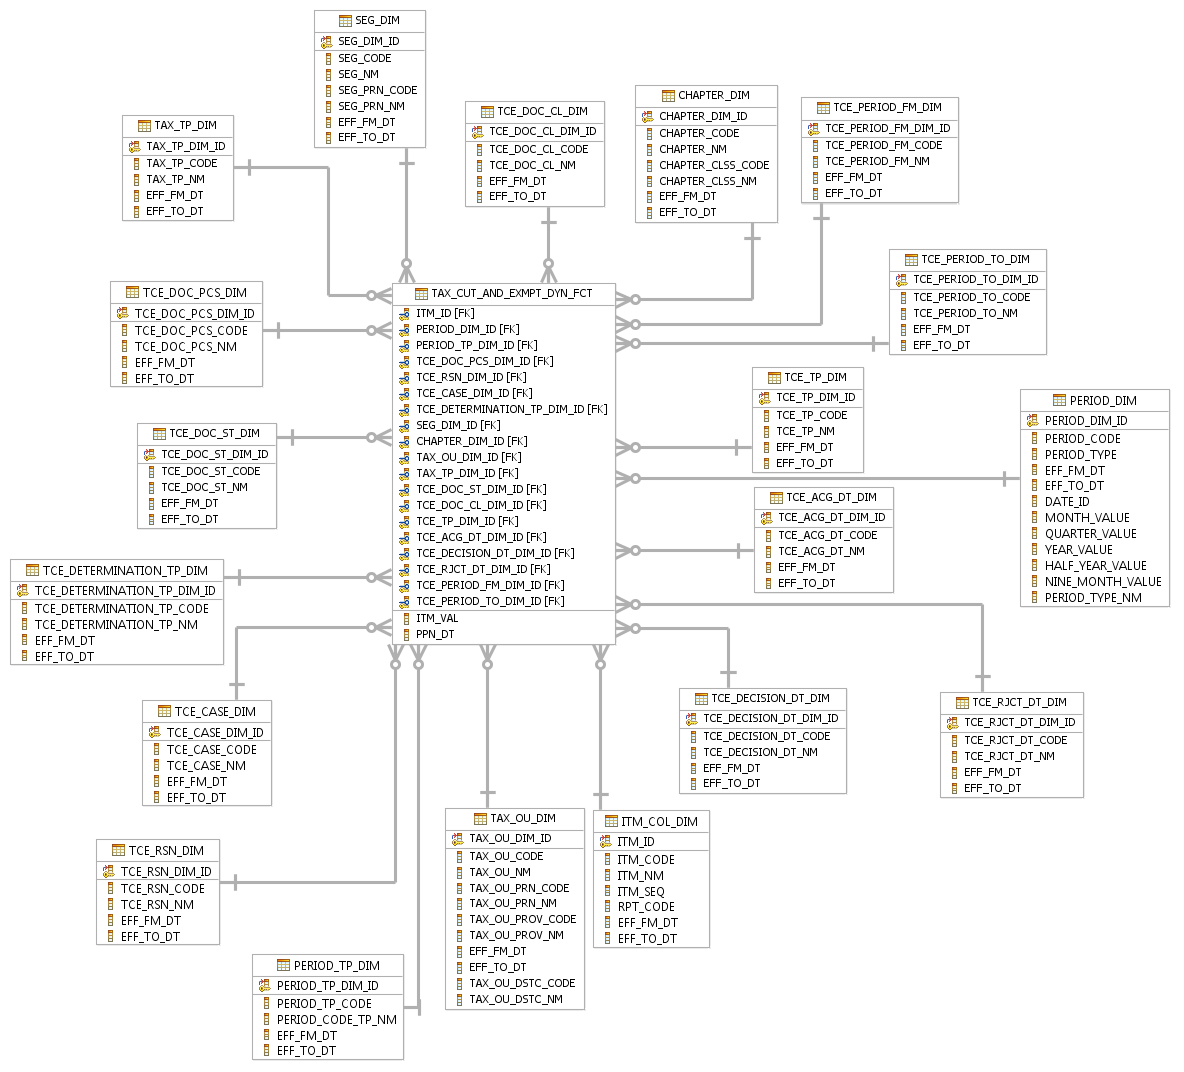 SEG_DIM
SEG_DIM_ID
SEG_CODE
SEG_NM
SEG_PRN_CODE
SEG_PRN_NM
EFF_FM_DT
EFF_TO_DT
TAX_TP_DIM
TAX_TP_DIM_ID
TAX_TP_CODE
TAX_TP_NM
EFF_FM_DT
EFF_TO_DT
TCE_DOC_CL_DIM
TCE_DOC_CL_DIM_ID
TCE_DOC_CL_CODE
TCE_DOC_CL_NM
EFF_FM_DT
EFF_TO_DT
CHAPTER_DIM
CHAPTER_DIM_ID
CHAPTER_CODE
CHAPTER_NM
CHAPTER_CLSS_CODE
CHAPTER_CLSS_NM
EFF_FM_DT
EFF_TO_DT
TCE_PERIOD_FM_DIM
TCE_PERIOD_FM_DIM_ID
TCE_PERIOD_FM_CODE
TCE_PERIOD_FM_NM
EFF_FM_DT
EFF_TO_DT
TCE_PERIOD_TO_DIM
TCE_PERIOD_TO_DIM_ID
TCE_PERIOD_TO_CODE
TCE_PERIOD_TO_NM
EFF_FM_DT
EFF_TO_DT
TCE_DOC_PCS_DIM
TCE_DOC_PCS_DIM_ID
TCE_DOC_PCS_CODE
TCE_DOC_PCS_NM
EFF_FM_DT
EFF_TO_DT
TAX_CUT_AND_EXMPT_DYN_FCT
ITM_ID [FK]
PERIOD_DIM_ID [FK]
PERIOD_TP_DIM_ID [FK]
TCE_DOC_PCS_DIM_ID [FK]
TCE_RSN_DIM_ID [FK]
TCE_CASE_DIM_ID [FK]
TCE_DETERMINATION_TP_DIM_ID [FK]
SEG_DIM_ID [FK]
CHAPTER_DIM_ID [FK]
TAX_OU_DIM_ID [FK]
TAX_TP_DIM_ID [FK]
TCE_DOC_ST_DIM_ID [FK]
TCE_DOC_CL_DIM_ID [FK]
TCE_TP_DIM_ID [FK]
TCE_ACG_DT_DIM_ID [FK]
TCE_DECISION_DT_DIM_ID [FK]
TCE_RJCT_DT_DIM_ID [FK]
TCE_PERIOD_FM_DIM_ID [FK]
TCE_PERIOD_TO_DIM_ID [FK]
ITM_VAL
PPN_DT
TCE_TP_DIM
TCE_TP_DIM_ID
TCE_TP_CODE
TCE_TP_NM
EFF_FM_DT
EFF_TO_DT
PERIOD_DIM
PERIOD_DIM_ID
PERIOD_CODE
PERIOD_TYPE
EFF_FM_DT
EFF_TO_DT
DATE_ID
MONTH_VALUE
QUARTER_VALUE
YEAR_VALUE
HALF_YEAR_VALUE
NINE_MONTH_VALUE
PERIOD_TYPE_NM
TCE_DOC_ST_DIM
TCE_DOC_ST_DIM_ID
TCE_DOC_ST_CODE
TCE_DOC_ST_NM
EFF_FM_DT
EFF_TO_DT
TCE_ACG_DT_DIM
TCE_ACG_DT_DIM_ID
TCE_ACG_DT_CODE
TCE_ACG_DT_NM
EFF_FM_DT
EFF_TO_DT
TCE_DETERMINATION_TP_DIM
TCE_DETERMINATION_TP_DIM_ID
TCE_DETERMINATION_TP_CODE
TCE_DETERMINATION_TP_NM
EFF_FM_DT
EFF_TO_DT
TCE_CASE_DIM
TCE_CASE_DIM_ID
TCE_CASE_CODE
TCE_CASE_NM
EFF_FM_DT
EFF_TO_DT
TCE_DECISION_DT_DIM
TCE_DECISION_DT_DIM_ID
TCE_DECISION_DT_CODE
TCE_DECISION_DT_NM
EFF_FM_DT
EFF_TO_DT
TCE_RJCT_DT_DIM
TCE_RJCT_DT_DIM_ID
TCE_RJCT_DT_CODE
TCE_RJCT_DT_NM
EFF_FM_DT
EFF_TO_DT
TCE_RSN_DIM
TCE_RSN_DIM_ID
TCE_RSN_CODE
TCE_RSN_NM
EFF_FM_DT
EFF_TO_DT
TAX_OU_DIM
TAX_OU_DIM_ID
TAX_OU_CODE
TAX_OU_NM
TAX_OU_PRN_CODE
TAX_OU_PRN_NM
TAX_OU_PROV_CODE
TAX_OU_PROV_NM
EFF_FM_DT
EFF_TO_DT
TAX_OU_DSTC_CODE
TAX_OU_DSTC_NM
ITM_COL_DIM
ITM_ID
ITM_CODE
ITM_NM
ITM_SEQ
RPT_CODE
EFF_FM_DT
EFF_TO_DT
PERIOD_TP_DIM
PERIOD_TP_DIM_ID
PERIOD_TP_CODE
PERIOD_CODE_TP_NM
EFF_FM_DT
EFF_TO_DT